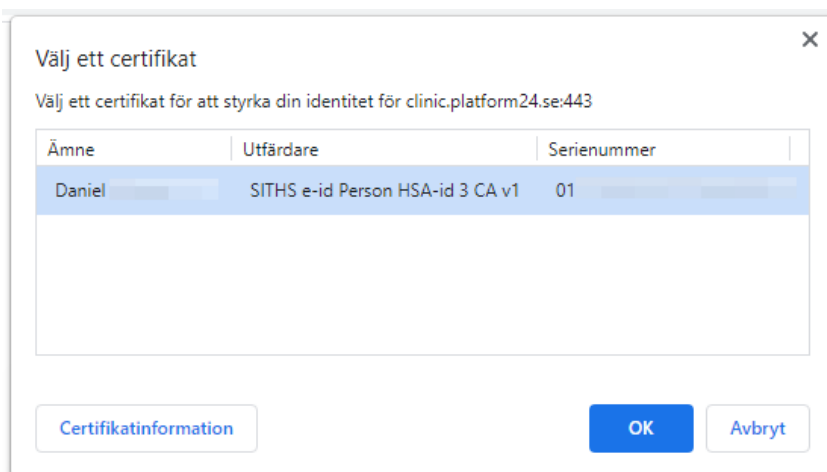 Välj ett certifikat
Välj ett certifikat för att styrka din identitet för clinic.platform24.se:443
Ämne Utfärdare Serienummer
Daniel SITHS e-id Person HSA-id 3 CA v1 01
Certifikatinformation OK Avbryt